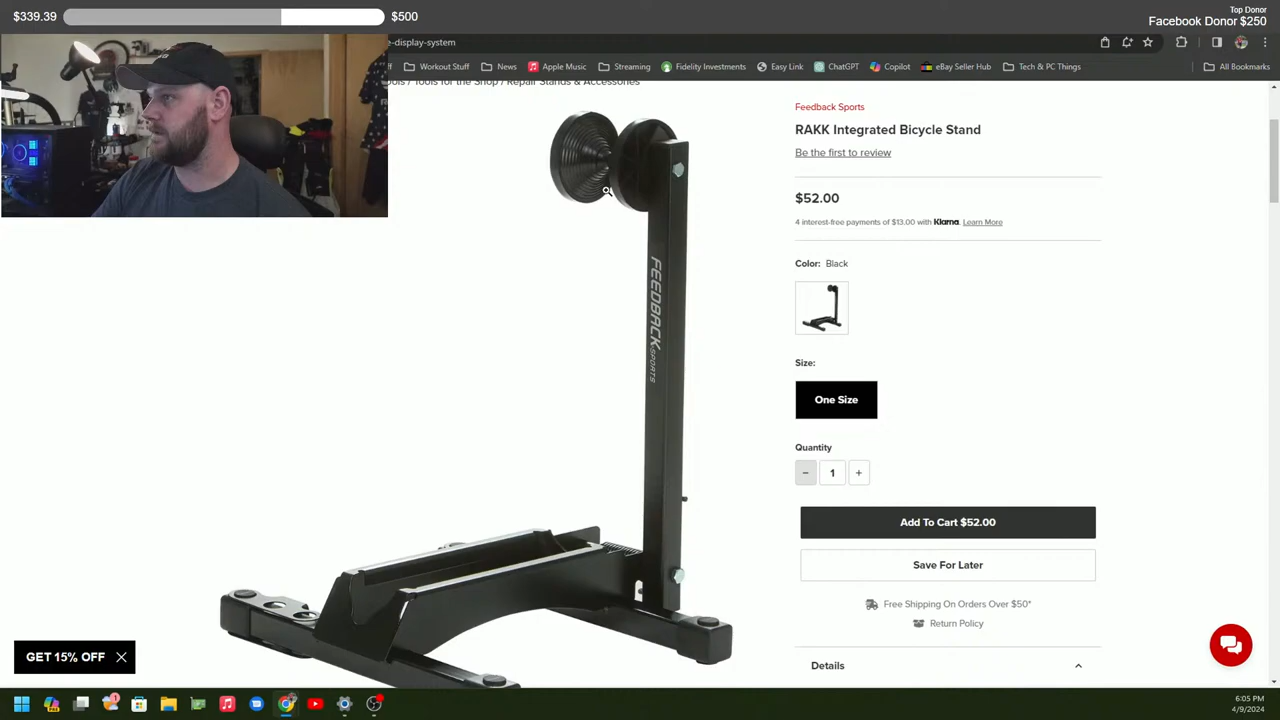 $339.39
$500
Top Donor
Facebook Donor $250
e-display-system
Workout Stuff
News
Apple Music
Streaming
Fidelity Investments
Easy Link
ChatGPT
Copilot
eBay Seller Hub
Tech & PC Things
All Bookmarks
/ Tools for the Shop / Repair Stands & Accessories
Feedback Sports
RAKK Integrated Bicycle Stand
Be the first to review
$52.00
4 interest-free payments of $13.00 with Klarna. Learn More
Color: Black
Size:
One Size
Quantity
− 1 +
Add To Cart $52.00
Save For Later
Free Shipping On Orders Over $50*
Return Policy
Details
FEEDBACK SPORTS
GET 15% OFF
6:05 PM
4/9/2024